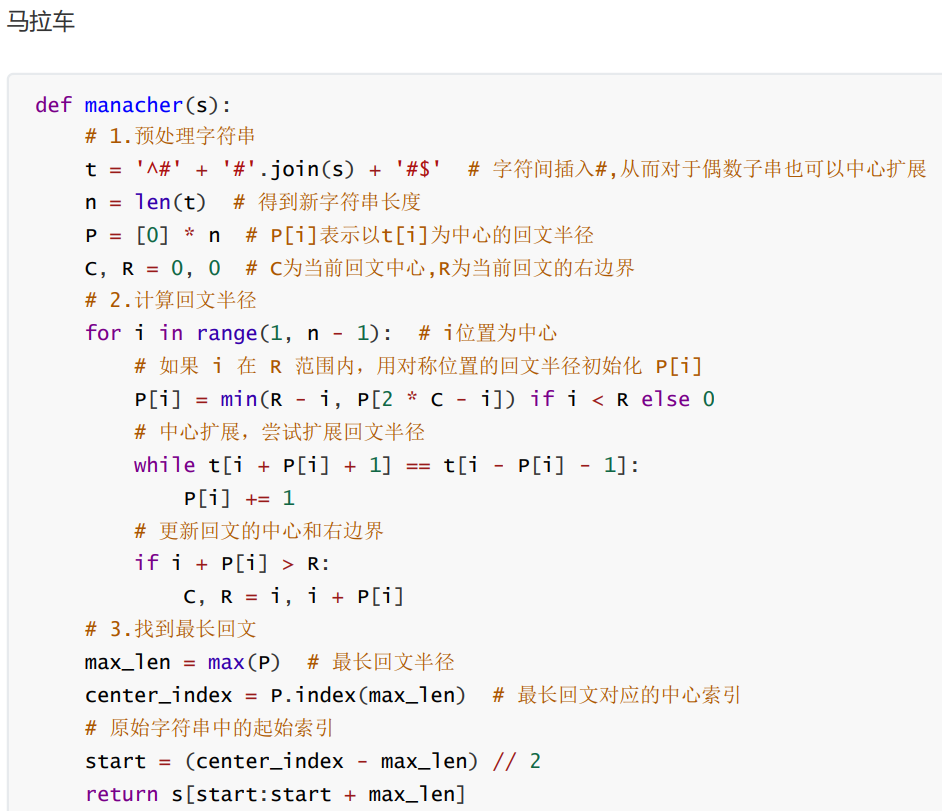 马拉车
def manacher(s):
    # 1.预处理字符串
    t = '^#' + '#'.join(s) + '#$'  # 字符间插入#,从而对于偶数子串也可以中心扩展
    n = len(t)  # 得到新字符串长度
    P = [0] * n  # P[i]表示以t[i]为中心的回文半径
    C, R = 0, 0  # C为当前回文中心,R为当前回文的右边界
    # 2.计算回文半径
    for i in range(1, n - 1):  # i位置为中心
        # 如果 i 在 R 范围内，用对称位置的回文半径初始化 P[i]
        P[i] = min(R - i, P[2 * C - i]) if i < R else 0
        # 中心扩展，尝试扩展回文半径
        while t[i + P[i] + 1] == t[i - P[i] - 1]:
            P[i] += 1
        # 更新回文的中心和右边界
        if i + P[i] > R:
            C, R = i, i + P[i]
    # 3.找到最长回文
    max_len = max(P)  # 最长回文半径
    center_index = P.index(max_len)  # 最长回文对应的中心索引
    # 原始字符串中的起始索引
    start = (center_index - max_len) // 2
    return s[start:start + max_len]